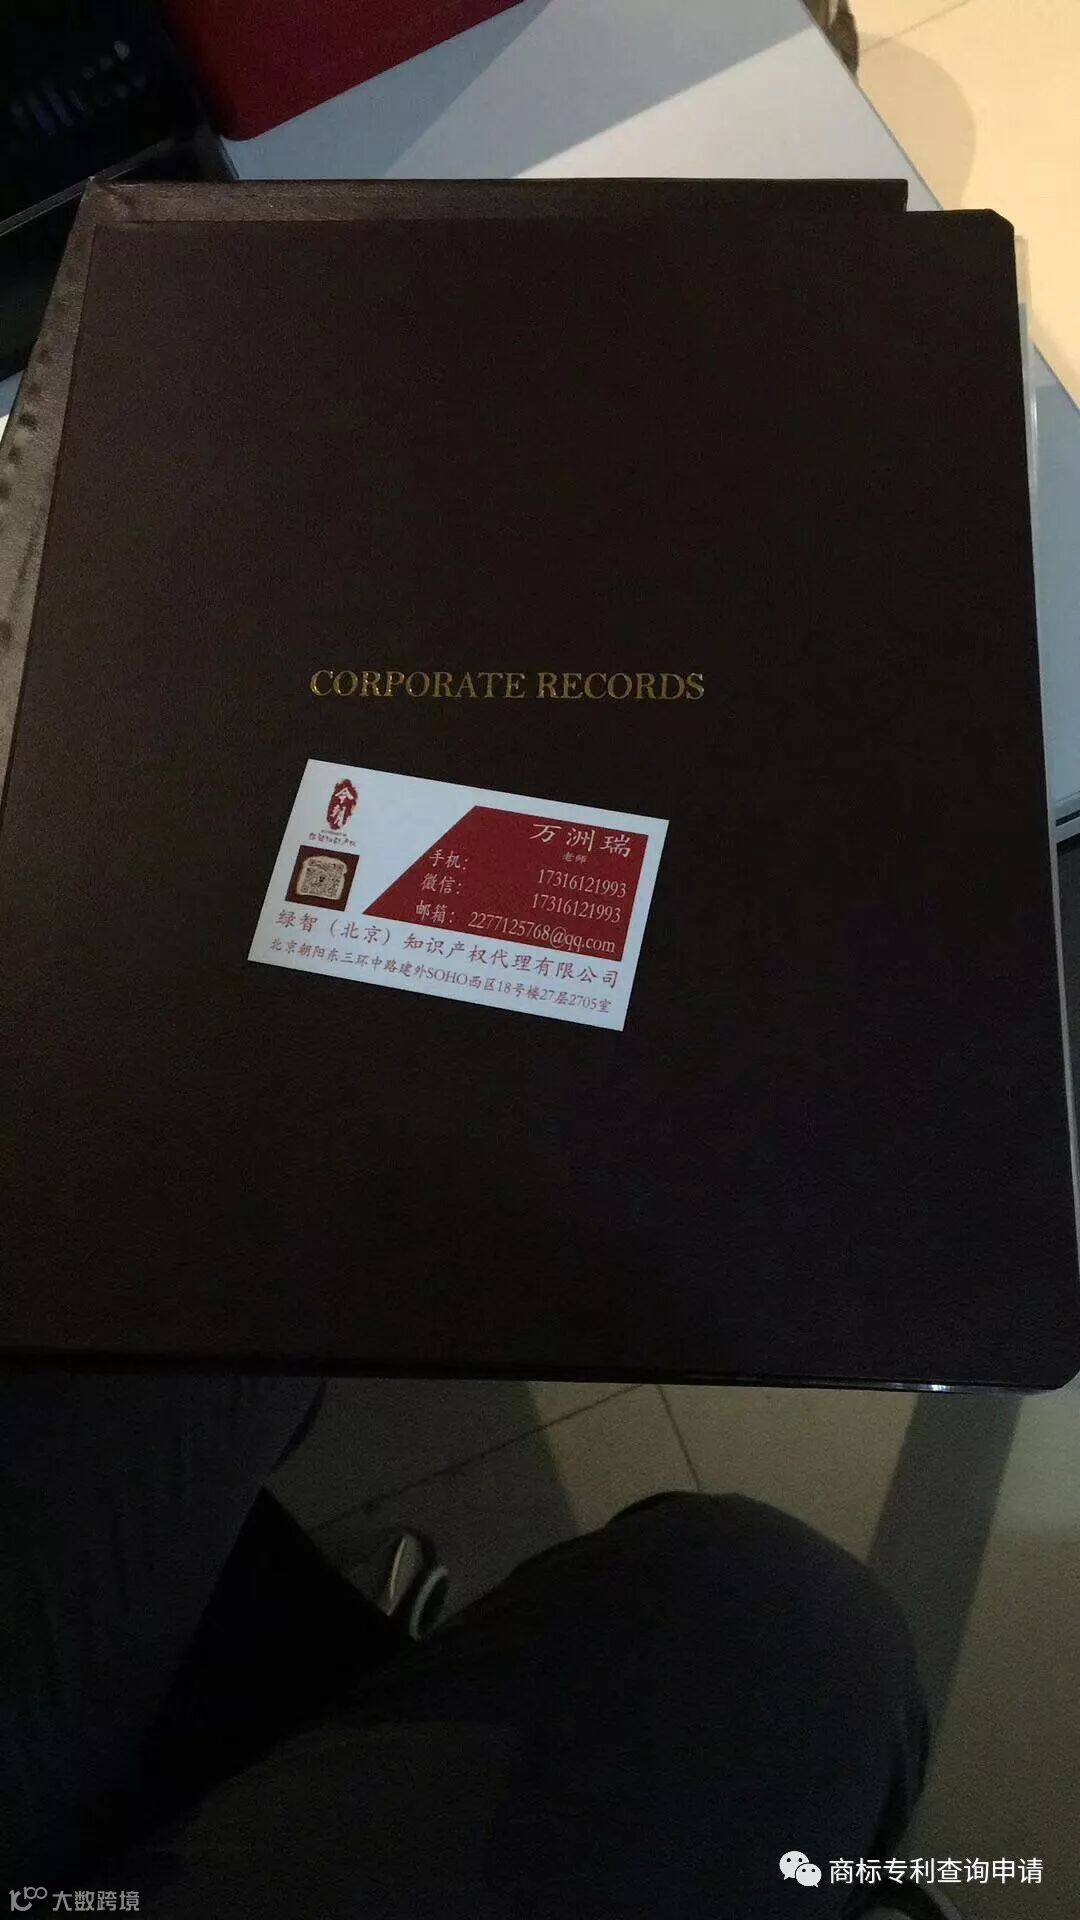 CORPORATE RECORDS
今朝
万洲瑞
老师
手机: 17316121993
微信: 17316121993
邮箱: 2277125768@qq.com
绿智（北京）知识产权代理有限公司
北京朝阳东三环中路建外SOHO西区18号楼27层2705室
商标专利查询申请
大数跨境